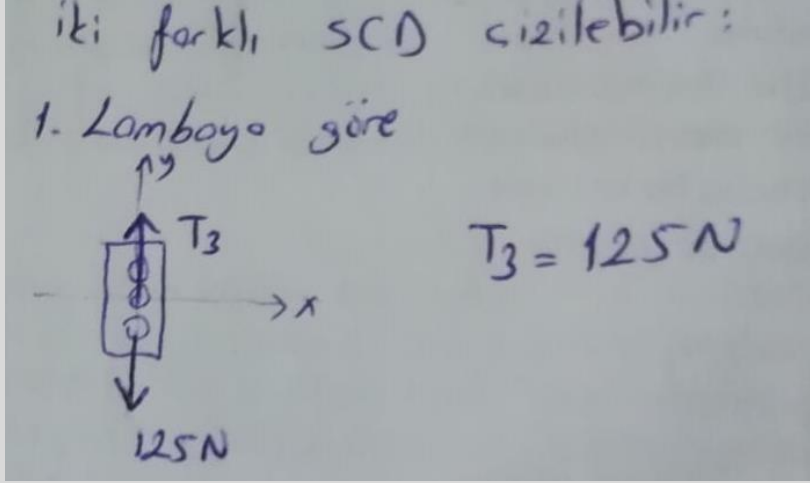 iki farklı SCD çizilebilir:
1. Lambaya göre
y
T3
T3 = 125N
x
125N